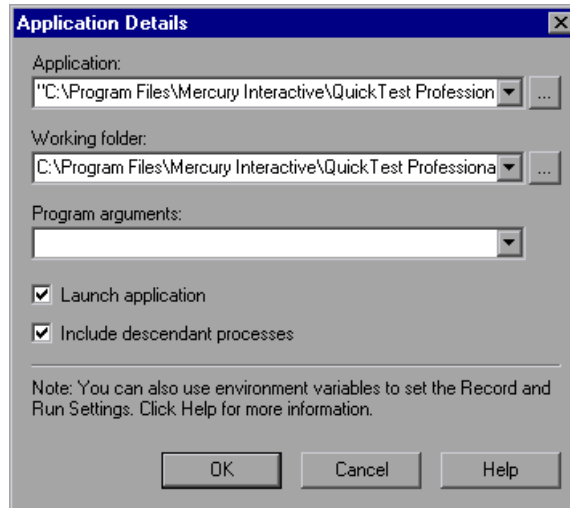 Application Details
Application:
"C:\Program Files\Mercury Interactive\QuickTest Profession
...
Working folder:
C:\Program Files\Mercury Interactive\QuickTest Professiona
...
Program arguments:
Launch application
Include descendant processes
Note: You can also use environment variables to set the Record and
Run Settings. Click Help for more information.
OK Cancel Help